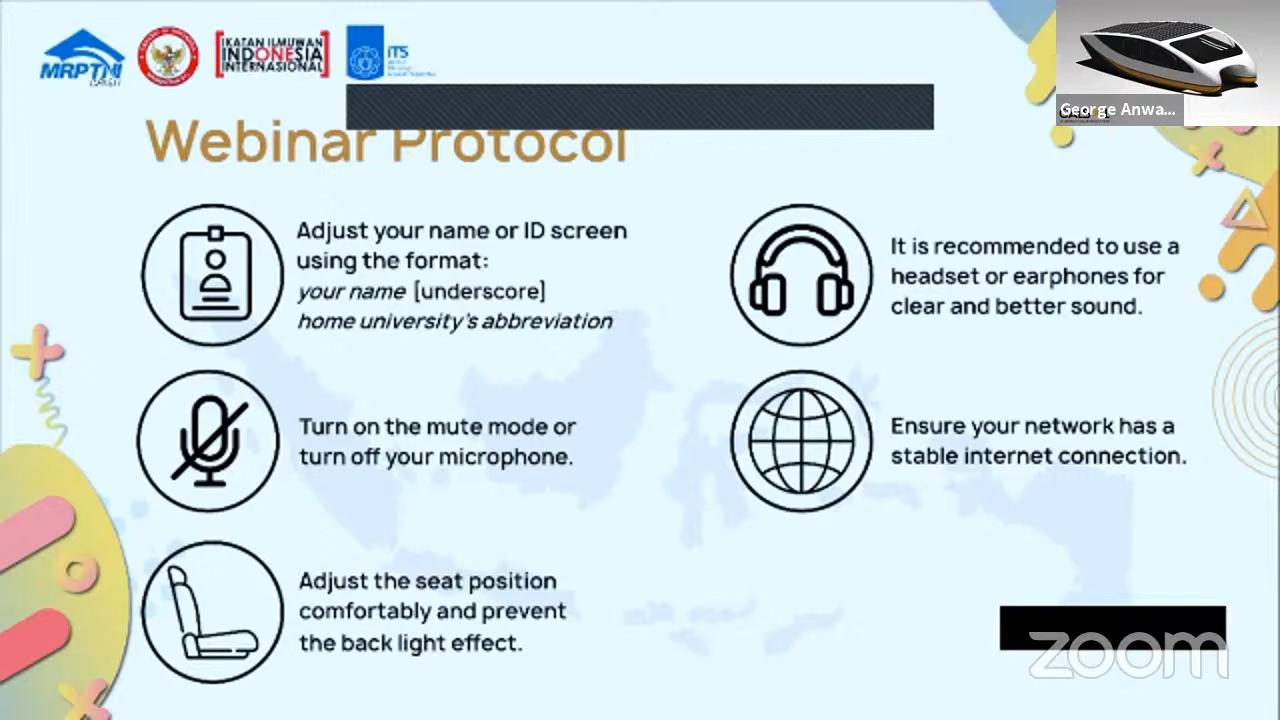 MRPTNI
IKATAN ILMUWAN
INDONESIA
INTERNASIONAL
iTS
George Anwa...
Webinar Protocol
Adjust your name or ID screen
using the format:
your name [underscore]
home university's abbreviation
It is recommended to use a
headset or earphones for
clear and better sound.
Turn on the mute mode or
turn off your microphone.
Ensure your network has a
stable internet connection.
Adjust the seat position
comfortably and prevent
the back light effect.
zoom